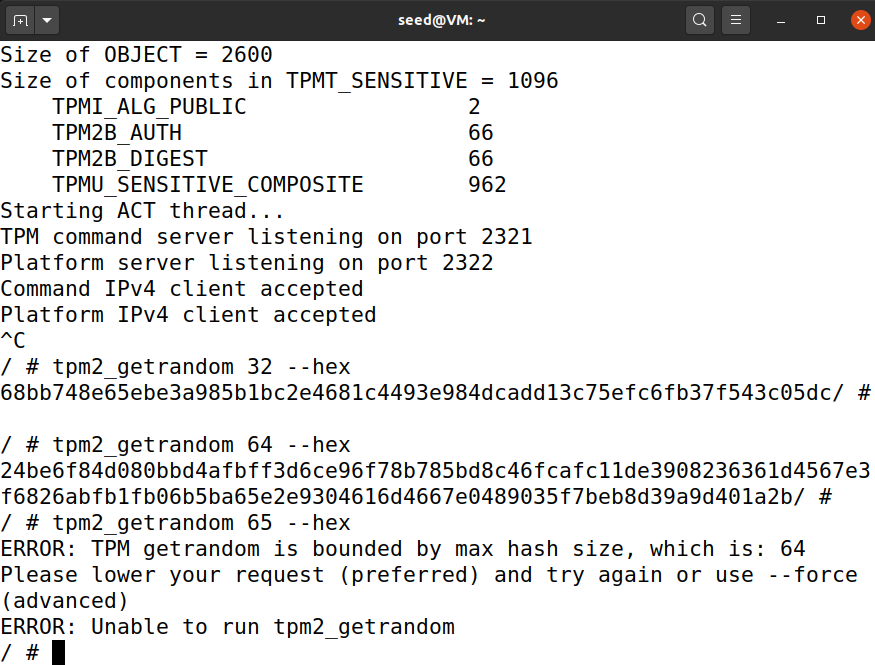 seed@VM: ~
Size of OBJECT = 2600
Size of components in TPMT_SENSITIVE = 1096
    TPMI_ALG_PUBLIC                 2
    TPM2B_AUTH                      66
    TPM2B_DIGEST                    66
    TPMU_SENSITIVE_COMPOSITE        962
Starting ACT thread...
TPM command server listening on port 2321
Platform server listening on port 2322
Command IPv4 client accepted
Platform IPv4 client accepted
^C
/ # tpm2_getrandom 32 --hex
68bb748e65ebe3a985b1bc2e4681c4493e984dcadd13c75efc6fb37f543c05dc/ #
/ # tpm2_getrandom 64 --hex
24be6f84d080bbd4afbff3d6ce96f78b785bd8c46fcafc11de3908236361d4567e3
f6826abfb1fb06b5ba65e2e9304616d4667e0489035f7beb8d39a9d401a2b/ #
/ # tpm2_getrandom 65 --hex
ERROR: TPM getrandom is bounded by max hash size, which is: 64
Please lower your request (preferred) and try again or use --force
(advanced)
ERROR: Unable to run tpm2_getrandom
/ #